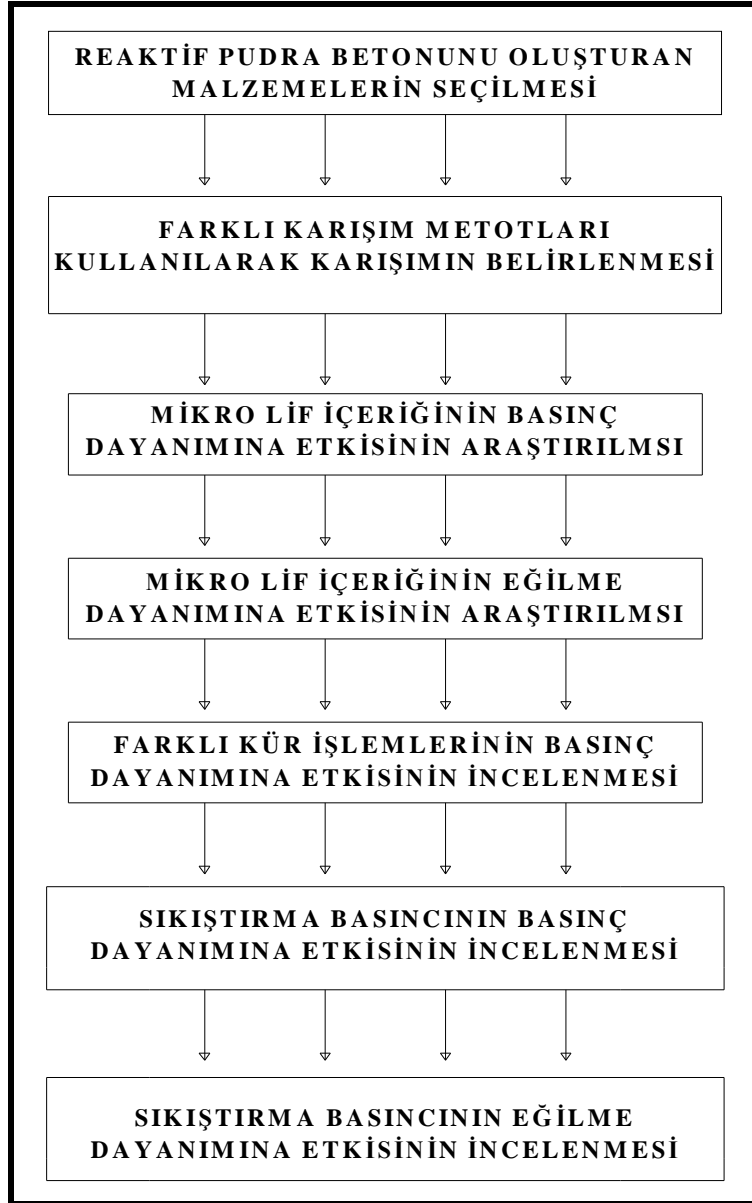 REAKTİF PUDRA BETONUNU OLUŞTURAN
MALZEMELERİN SEÇİLMESİ
FARKLI KARIŞIM METOTLARI
KULLANILARAK KARIŞIMIN BELİRLENMESİ
MİKRO LİF İÇERİĞİNİN BASINÇ
DAYANIMINA ETKİSİNİN ARAŞTIRILMSI
MİKRO LİF İÇERİĞİNİN EĞİLME
DAYANIMINA ETKİSİNİN ARAŞTIRILMSI
FARKLI KÜR İŞLEMLERİNİN BASINÇ
DAYANIMINA ETKİSİNİN İNCELENMESİ
SIKIŞTIRMA BASINCININ BASINÇ
DAYANIMINA ETKİSİNİN İNCELENMESİ
SIKIŞTIRMA BASINCININ EĞİLME
DAYANIMINA ETKİSİNİN İNCELENMESİ